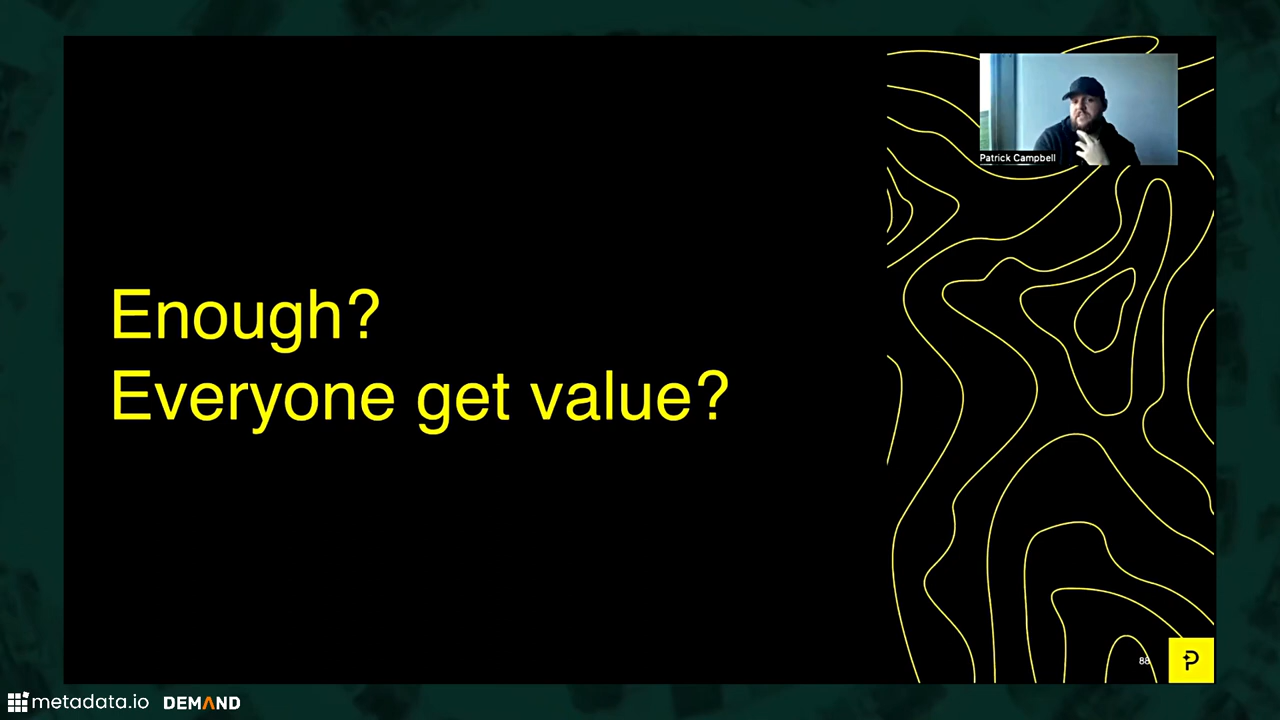 Patrick Campbell
Enough?
Everyone get value?
88
metadata.io DEMAND